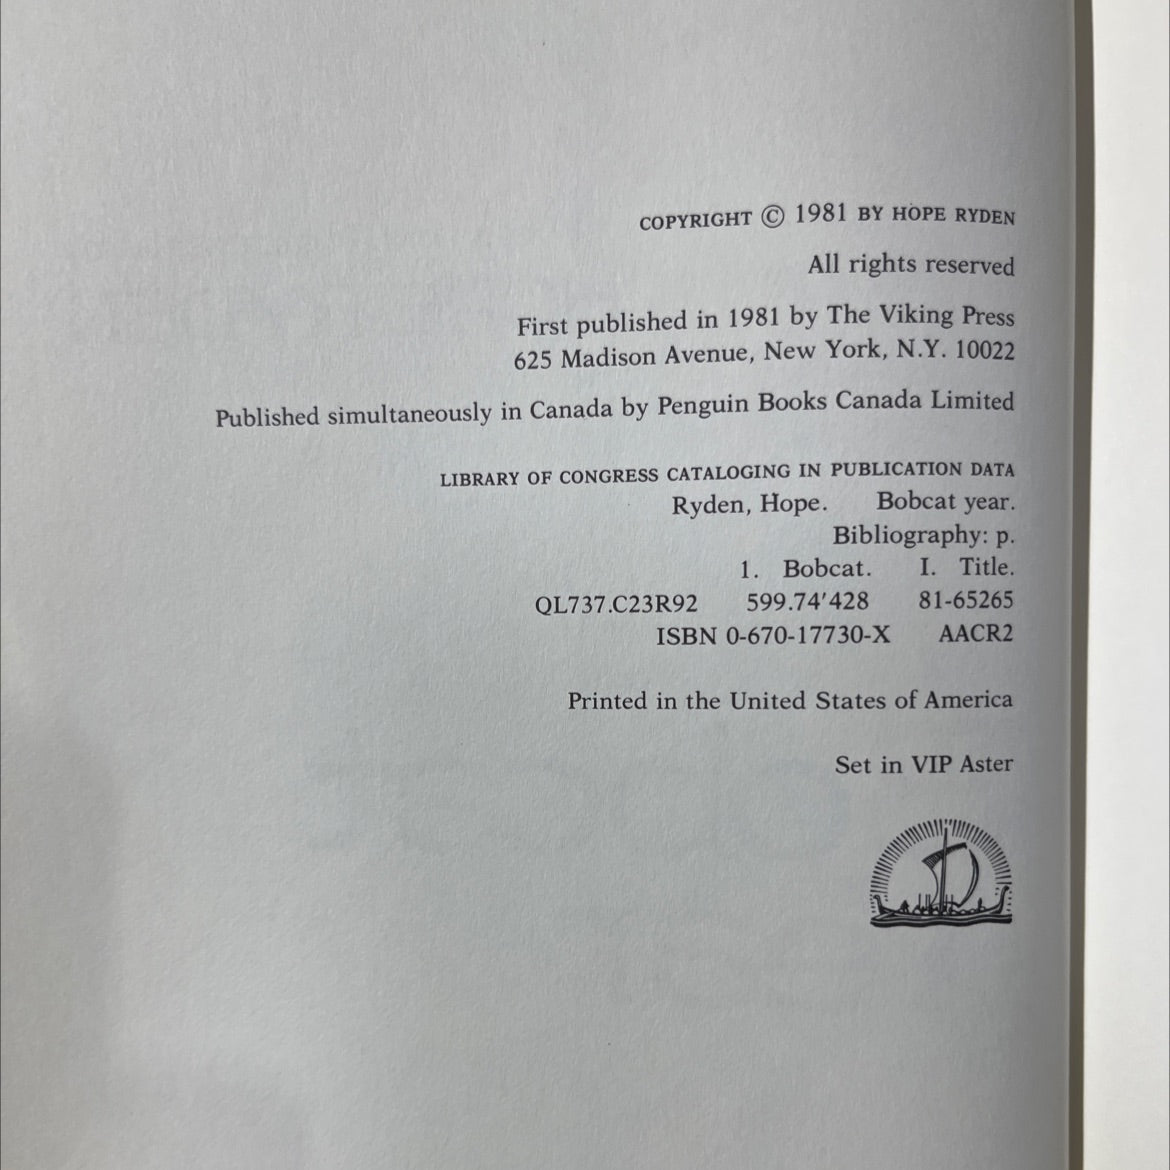 COPYRIGHT © 1981 BY HOPE RYDEN
All rights reserved
First published in 1981 by The Viking Press
625 Madison Avenue, New York, N.Y. 10022
Published simultaneously in Canada by Penguin Books Canada Limited
LIBRARY OF CONGRESS CATALOGING IN PUBLICATION DATA
Ryden, Hope. Bobcat year.
Bibliography: p.
1. Bobcat. I. Title.
QL737.C23R92 599.74′428 81-65265
ISBN 0-670-17730-X AACR2
Printed in the United States of America
Set in VIP Aster